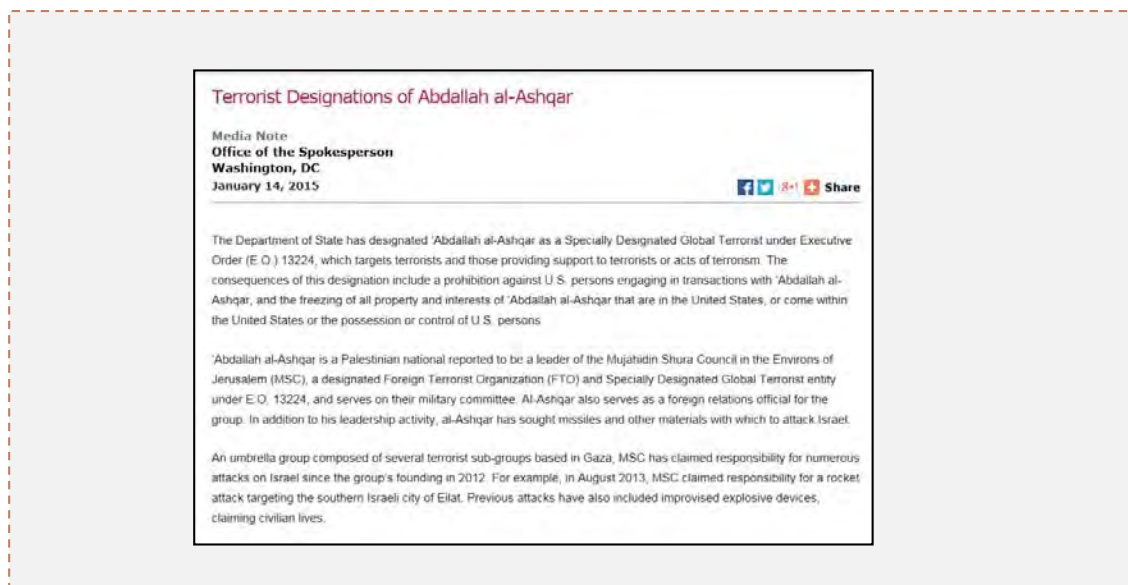 Terrorist Designations of Abdallah al-Ashqar
Media Note
Office of the Spokesperson
Washington, DC
January 14, 2015
Share
The Department of State has designated 'Abdallah al-Ashqar as a Specially Designated Global Terrorist under Executive
Order (E.O.) 13224, which targets terrorists and those providing support to terrorists or acts of terrorism. The
consequences of this designation include a prohibition against U.S. persons engaging in transactions with 'Abdallah al-
Ashqar, and the freezing of all property and interests of 'Abdallah al-Ashqar that are in the United States, or come within
the United States or the possession or control of U.S. persons
'Abdallah al-Ashqar is a Palestinian national reported to be a leader of the Mujahidin Shura Council in the Environs of
Jerusalem (MSC), a designated Foreign Terrorist Organization (FTO) and Specially Designated Global Terrorist entity
under E.O. 13224, and serves on their military committee. Al-Ashqar also serves as a foreign relations official for the
group. In addition to his leadership activity, al-Ashqar has sought missiles and other materials with which to attack Israel.
An umbrella group composed of several terrorist sub-groups based in Gaza, MSC has claimed responsibility for numerous
attacks on Israel since the group's founding in 2012. For example, in August 2013, MSC claimed responsibility for a rocket
attack targeting the southern Israeli city of Eilat. Previous attacks have also included improvised explosive devices,
claiming civilian lives.